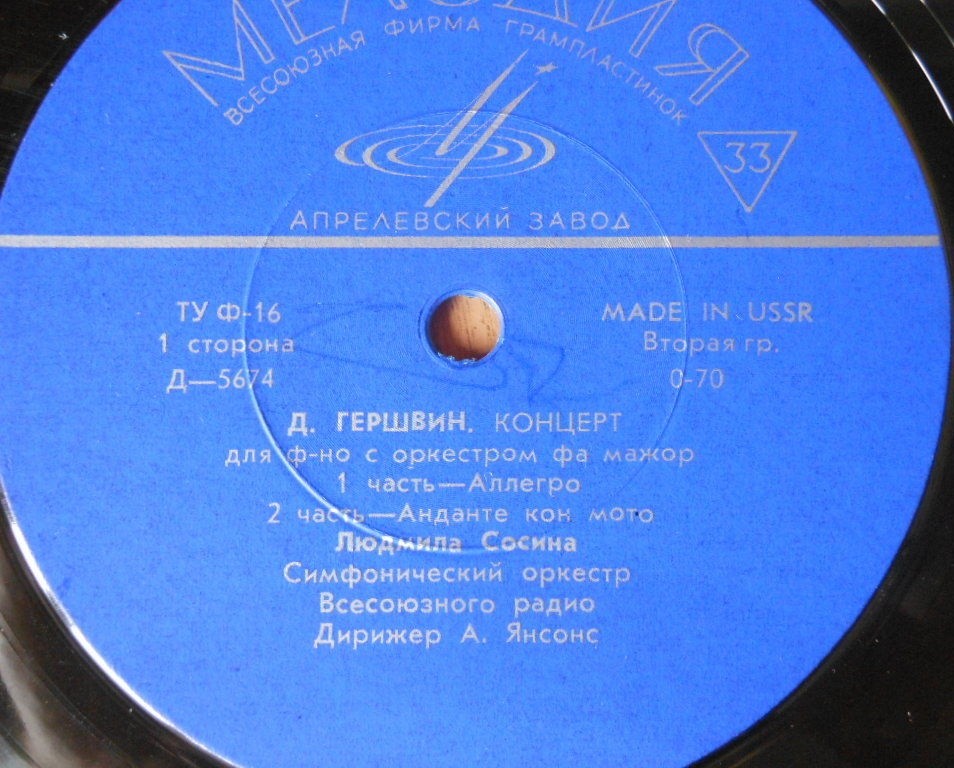 МЕЛОДИЯ
ВСЕСОЮЗНАЯ ФИРМА ГРАМПЛАСТИНОК
33
АПРЕЛЕВСКИЙ ЗАВОД
ТУ Ф-16
MADE IN USSR
1 сторона
Вторая гр.
Д—5674
0-70
Д. ГЕРШВИН. КОНЦЕРТ
для ф-но с оркестром фа мажор
1 часть—Аллегро
2 часть—Анданте кон мото
Людмила Сосина
Симфонический оркестр
Всесоюзного радио
Дирижер А. Янсонс